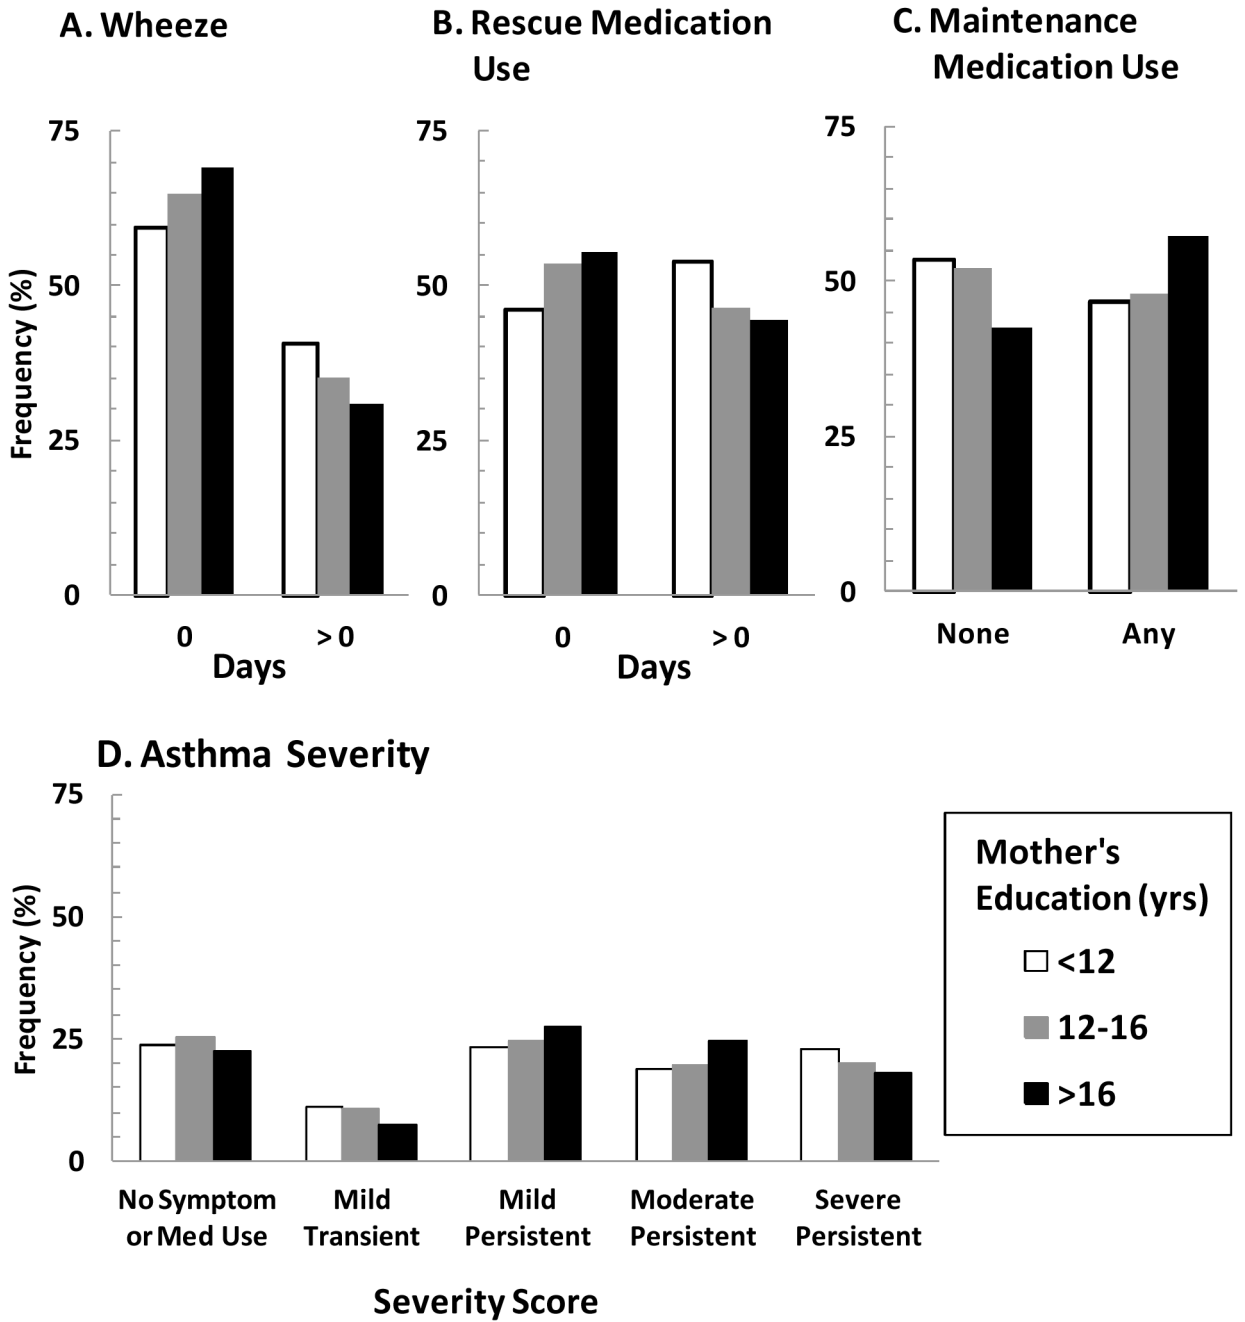 A. Wheeze
B. Rescue Medication
Use
C. Maintenance
Medication Use
Frequency (%)
75
50
25
0
0
>0
Days
75
50
25
0
0
>0
Days
75
50
25
0
None
Any
D. Asthma Severity
Frequency (%)
75
50
25
0
No Symptom
or Med Use
Mild
Transient
Mild
Persistent
Moderate
Persistent
Severe
Persistent
Severity Score
Mother's
Education (yrs)
<12
12-16
>16